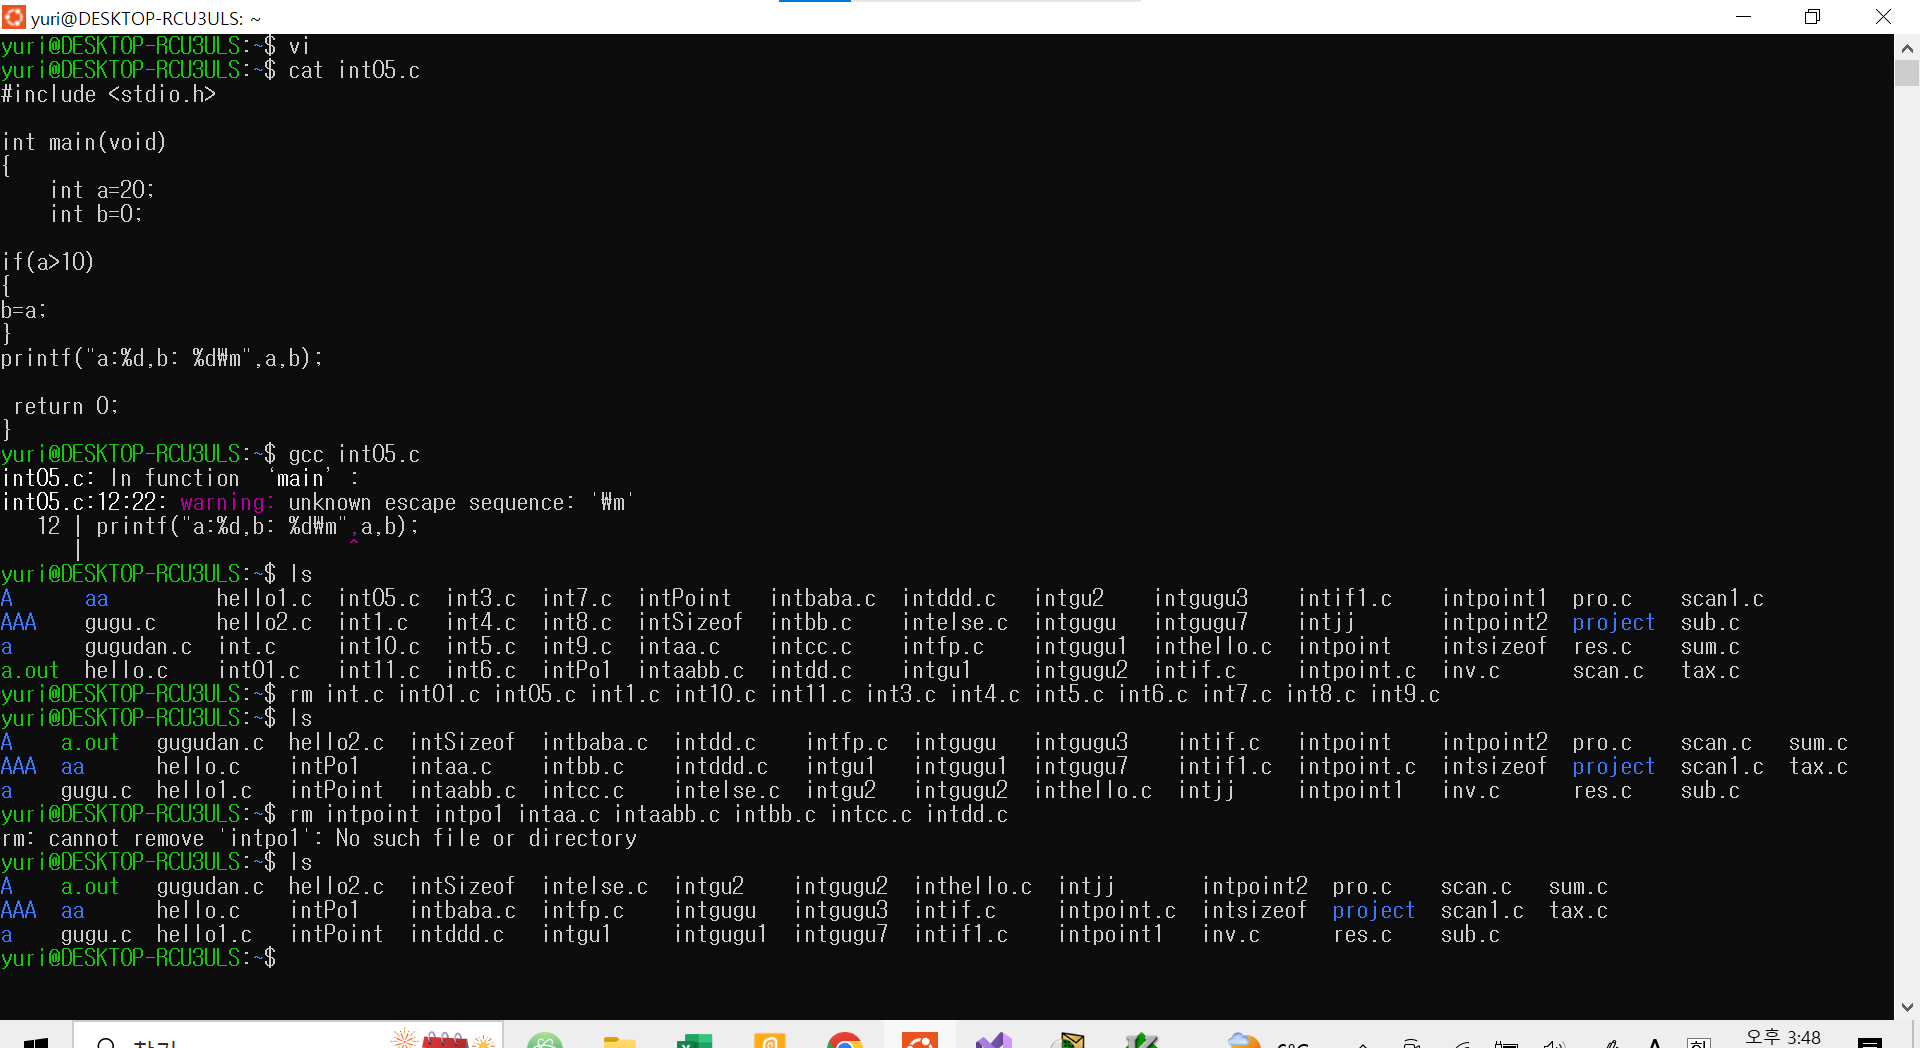 yuri@DESKTOP-RCU3ULS: ~
yuri@DESKTOP-RCU3ULS:~$ vi
yuri@DESKTOP-RCU3ULS:~$ cat int05.c
#include <stdio.h>
int main(void)
{
    int a=20;
    int b=0;
if(a>10)
{
b=a;
}
printf("a:%d,b: %d₩m",a,b);
 return 0;
}
yuri@DESKTOP-RCU3ULS:~$ gcc int05.c
int05.c: In function ‘main’:
int05.c:12:22: warning: unknown escape sequence: '₩m'
   12 | printf("a:%d,b: %d₩m",a,b);
      |                      ^
yuri@DESKTOP-RCU3ULS:~$ ls
A      aa         hello1.c  int05.c  int3.c  int7.c  intPoint   intbaba.c  intddd.c   intgu2    intgugu3    intif1.c    intpoint1  pro.c    scan1.c
AAA    gugu.c     hello2.c  int1.c   int4.c  int8.c  intSizeof  intbb.c    intelse.c  intgugu   intgugu7    intjj       intpoint2  project  sub.c
a      gugudan.c  int.c     int10.c  int5.c  int9.c  intaa.c    intcc.c    intfp.c    intgugu1  inthello.c  intpoint    intsizeof  res.c    sum.c
a.out  hello.c    int01.c   int11.c  int6.c  intPo1  intaabb.c  intdd.c    intgu1     intgugu2  intif.c     intpoint.c  inv.c      scan.c   tax.c
yuri@DESKTOP-RCU3ULS:~$ rm int.c int01.c int05.c int1.c int10.c int11.c int3.c int4.c int5.c int6.c int7.c int8.c int9.c
yuri@DESKTOP-RCU3ULS:~$ ls
A    a.out   gugudan.c  hello2.c  intSizeof  intbaba.c  intdd.c    intfp.c  intgugu   intgugu3    intif.c   intpoint    intpoint2  pro.c    scan.c   sum.c
AAA  aa      hello.c    intPo1    intaa.c    intbb.c    intddd.c   intgu1   intgugu1  intgugu7    intif1.c  intpoint.c  intsizeof  project  scan1.c  tax.c
a    gugu.c  hello1.c   intPoint  intaabb.c  intcc.c    intelse.c  intgu2   intgugu2  inthello.c  intjj     intpoint1   inv.c      res.c    sub.c
yuri@DESKTOP-RCU3ULS:~$ rm intpoint intpo1 intaa.c intaabb.c intbb.c intcc.c intdd.c
rm: cannot remove 'intpo1': No such file or directory
yuri@DESKTOP-RCU3ULS:~$ ls
A    a.out   gugudan.c  hello2.c  intSizeof  intelse.c  intgu2    intgugu2  inthello.c  intjj       intpoint2  pro.c    scan.c   sum.c
AAA  aa      hello.c    intPo1    intbaba.c  intfp.c    intgugu   intgugu3  intif.c     intpoint.c  intsizeof  project  scan1.c  tax.c
a    gugu.c  hello1.c   intPoint  intddd.c   intgu1     intgugu1  intgugu7  intif1.c    intpoint1   inv.c      res.c    sub.c
yuri@DESKTOP-RCU3ULS:~$
오후 3:48